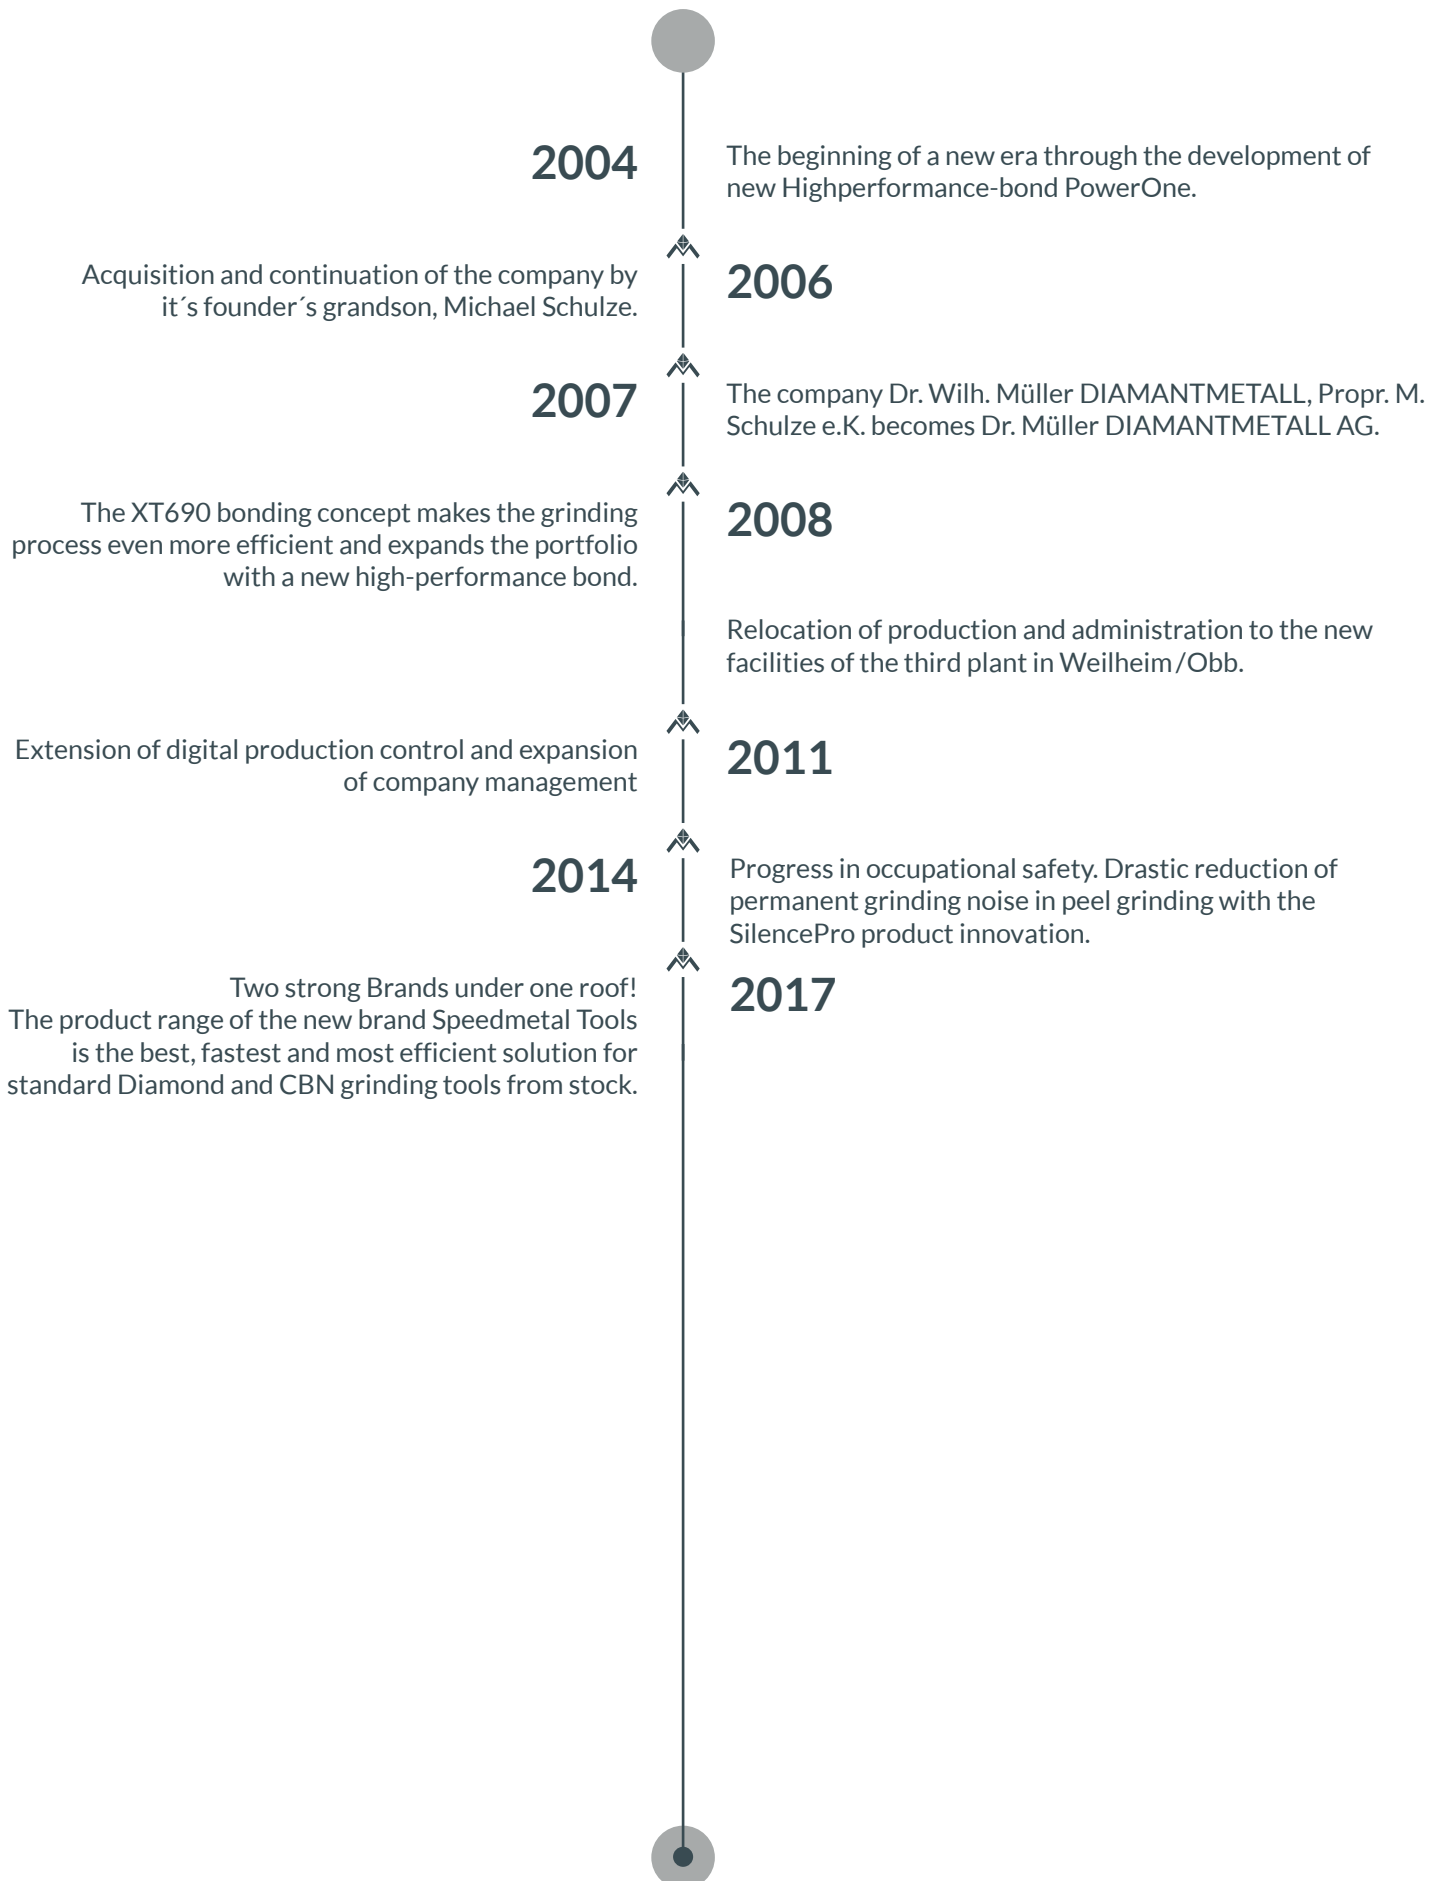 2004
The beginning of a new era through the development of
new Highperformance-bond PowerOne.
Acquisition and continuation of the company by
it´s founder´s grandson, Michael Schulze.
2006
2007
The company Dr. Wilh. Müller DIAMANTMETALL, Propr. M.
Schulze e.K. becomes Dr. Müller DIAMANTMETALL AG.
The XT690 bonding concept makes the grinding
process even more efficient and expands the portfolio
with a new high-performance bond.
2008
Relocation of production and administration to the new
facilities of the third plant in Weilheim/Obb.
Extension of digital production control and expansion
of company management
2011
2014
Progress in occupational safety. Drastic reduction of
permanent grinding noise in peel grinding with the
SilencePro product innovation.
Two strong Brands under one roof!
The product range of the new brand Speedmetal Tools
is the best, fastest and most efficient solution for
standard Diamond and CBN grinding tools from stock.
2017